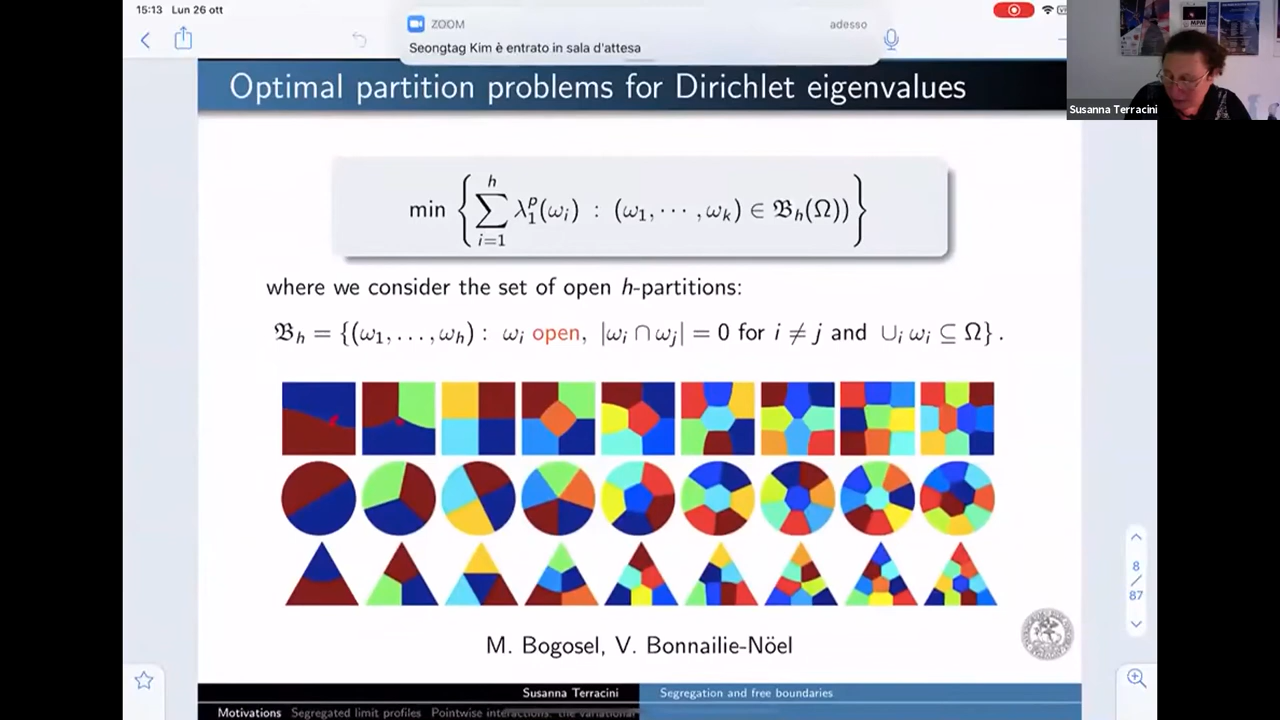 15:13 Lun 26 ott
ZOOM adesso
Seongtag Kim è entrato in sala d'attesa
Optimal partition problems for Dirichlet eigenvalues
Susanna Terracini
min { ∑_{i=1}^{h} λ_1^p(ω_i) : (ω_1, ⋯ , ω_k) ∈ 𝔅_h(Ω)) }
where we consider the set of open h-partitions:
𝔅_h = {(ω_1, . . . , ω_h) : ω_i open, |ω_i ∩ ω_j| = 0 for i ≠ j and ∪_i ω_i ⊆ Ω} .
8
/
87
M. Bogosel, V. Bonnailie-Nöel
Susanna Terracini Segregation and free boundaries
Motivations Segregated limit profiles Pointwise interactions: the variational